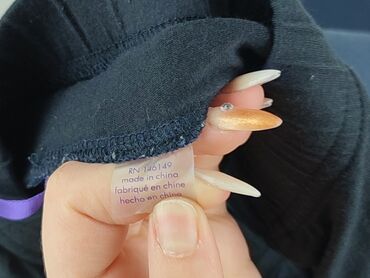 RN 146149
made in china
fabriqué en chine
hecho en china